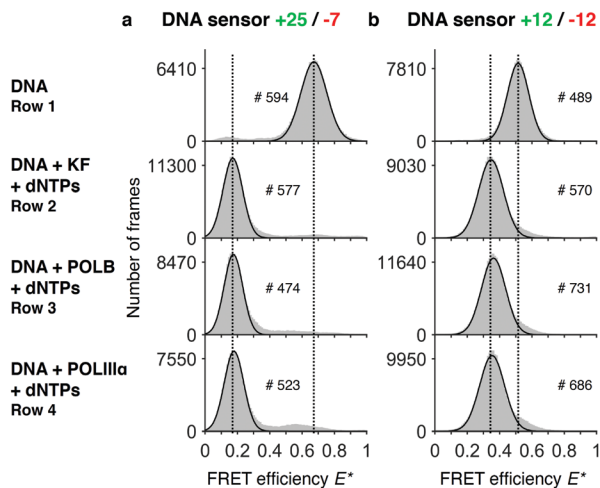 a DNA sensor +25 / -7 b DNA sensor +12 / -12
DNA
Row 1
6410
0
# 594
7810
0
# 489
DNA + KF
+ dNTPs
Row 2
11300
0
# 577
9030
0
# 570
DNA + POLB
+ dNTPs
Row 3
8470
0
# 474
11640
0
# 731
DNA + POLIIIα
+ dNTPs
Row 4
7550
0
# 523
9950
0
# 686
Number of frames
0 0.2 0.4 0.6 0.8 1
0 0.2 0.4 0.6 0.8 1
FRET efficiency E*
FRET efficiency E*